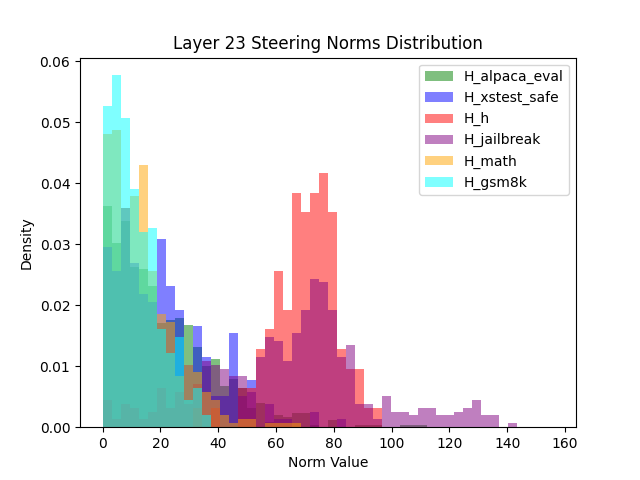 Layer 23 Steering Norms Distribution
H_alpaca_eval
H_xstest_safe
H_h
H_jailbreak
H_math
H_gsm8k
Density
0.06
0.05
0.04
0.03
0.02
0.01
0.00
0 20 40 60 80 100 120 140 160
Norm Value